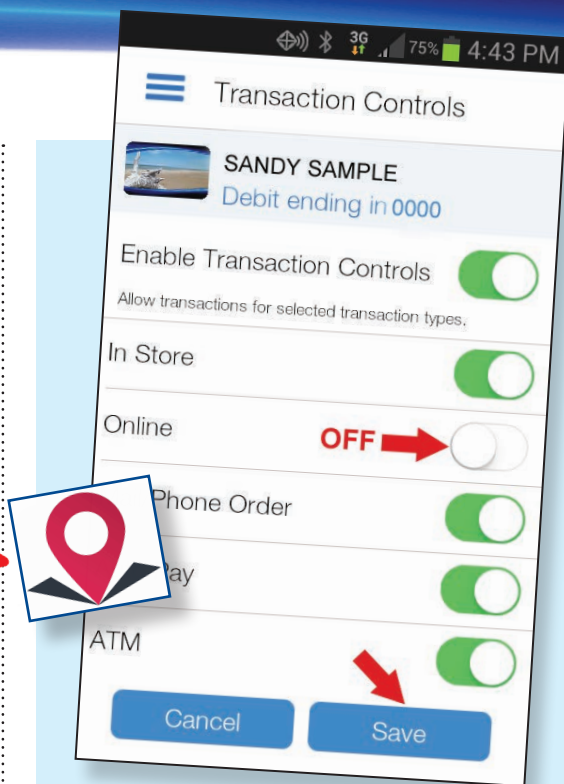 3G 75% 4:43 PM
Transaction Controls
SANDY SAMPLE
Debit ending in 0000
Enable Transaction Controls
Allow transactions for selected transaction types.
In Store
Online OFF
Phone Order
Pay
ATM
Cancel Save